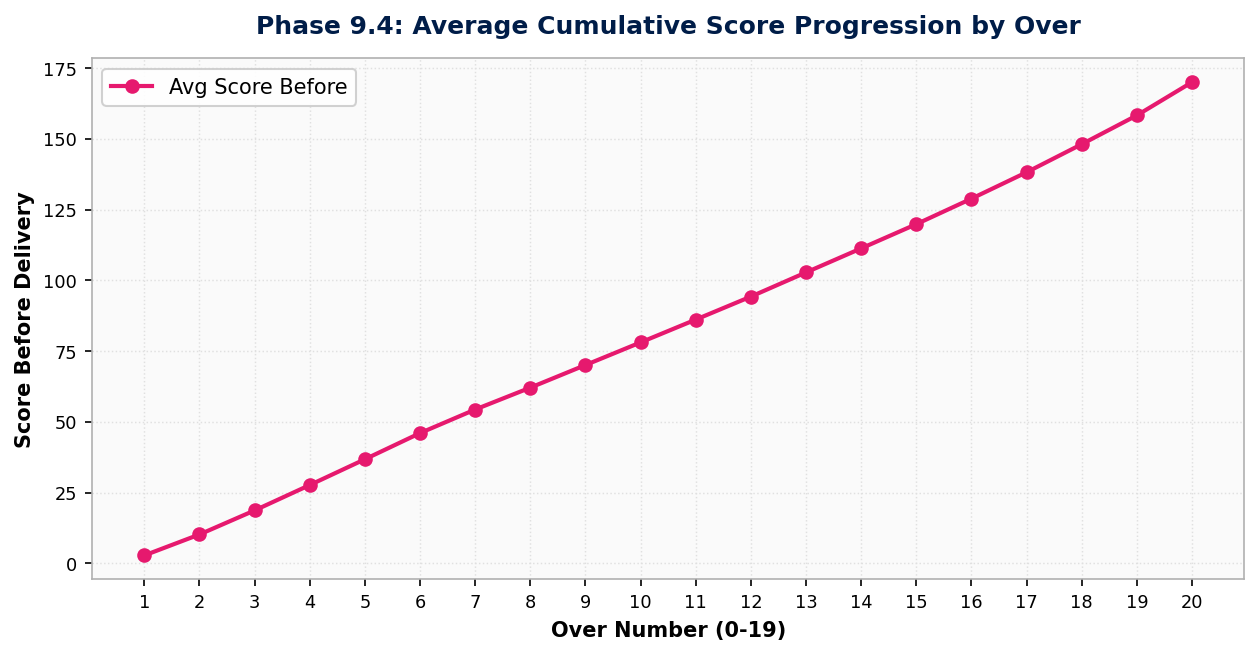 Phase 9.4: Average Cumulative Score Progression by Over
Avg Score Before
175
150
125
100
75
50
25
0
Score Before Delivery
1 2 3 4 5 6 7 8 9 10 11 12 13 14 15 16 17 18 19 20
Over Number (0-19)